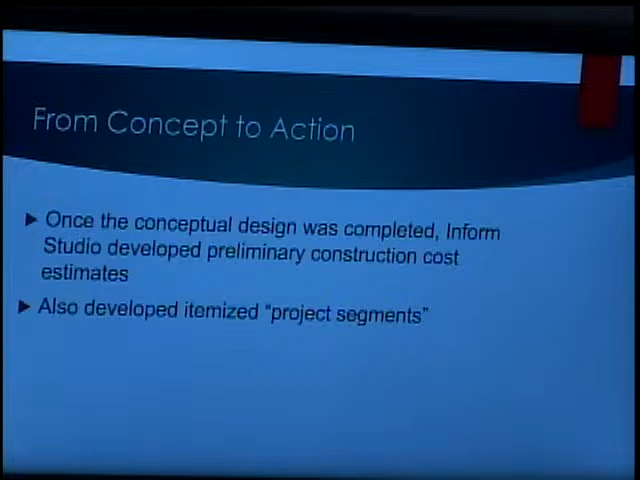 From Concept to Action
Once the conceptual design was completed, Inform
Studio developed preliminary construction cost
estimates
Also developed itemized “project segments”